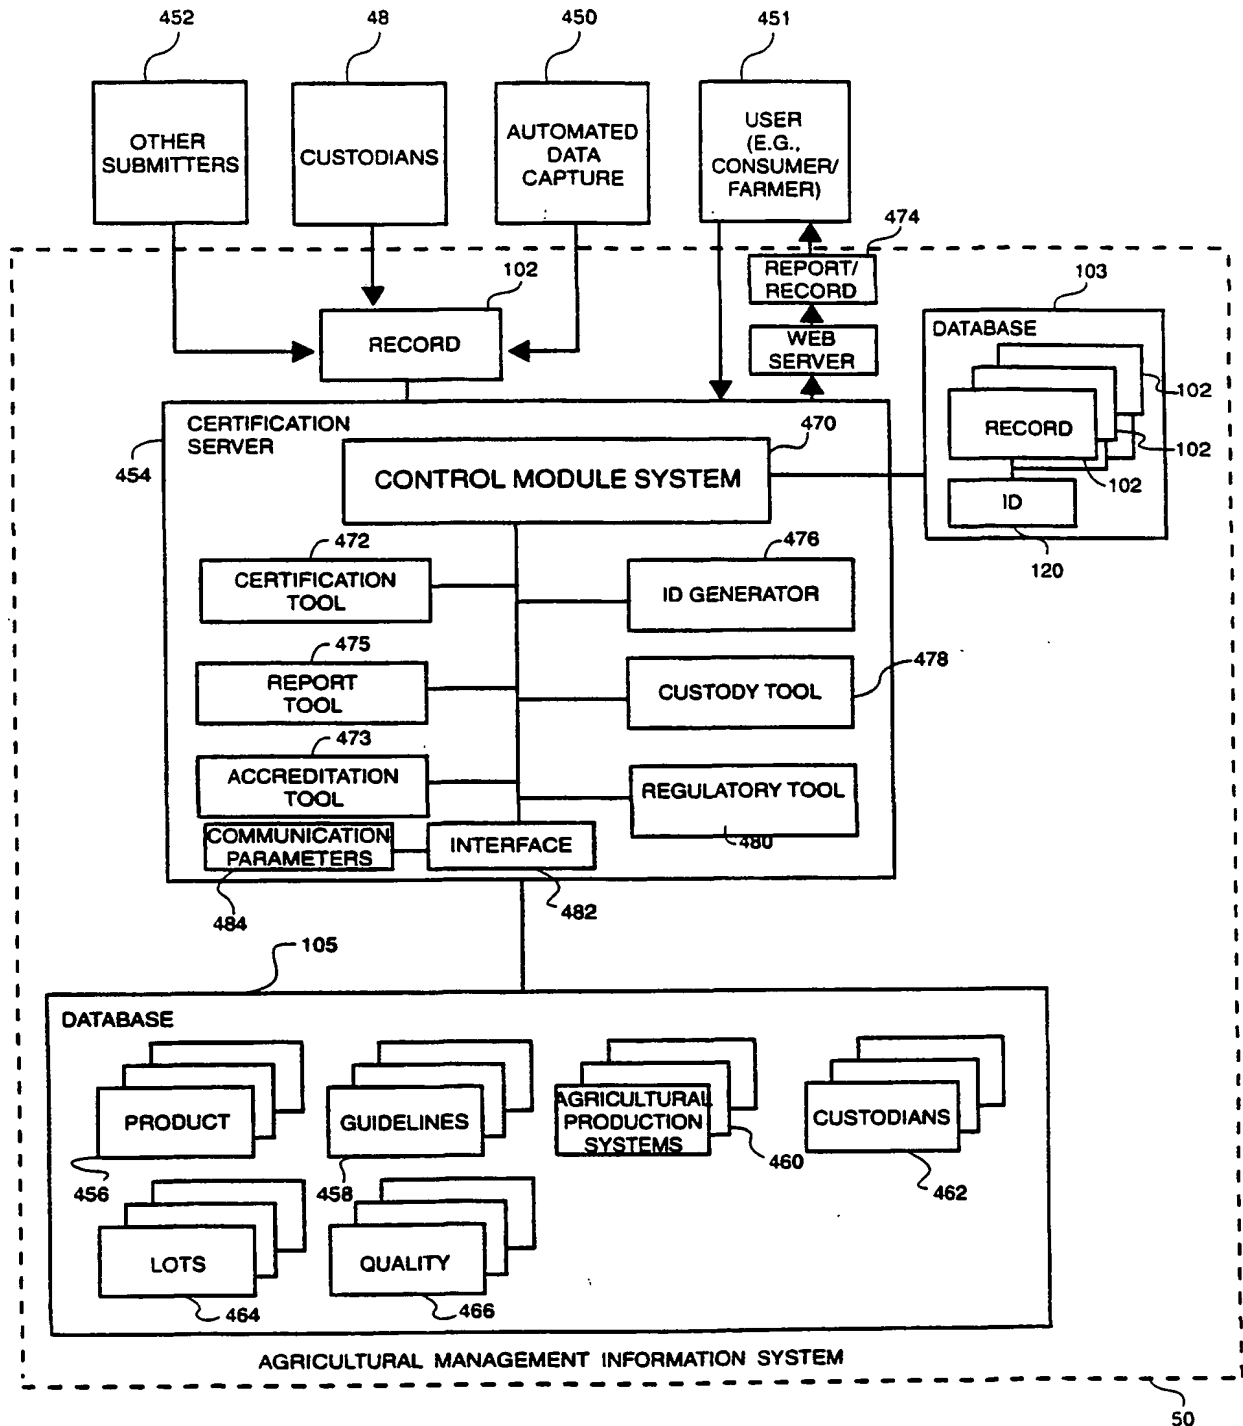 452
48
450
451
OTHER
SUBMITTERS
CUSTODIANS
AUTOMATED
DATA
CAPTURE
USER
(E.G.,
CONSUMER/
FARMER)
474
102
REPORT/
RECORD
103
RECORD
WEB
SERVER
DATABASE
102
RECORD
102
102
ID
120
CERTIFICATION
SERVER
454
470
CONTROL MODULE SYSTEM
472
CERTIFICATION
TOOL
476
ID GENERATOR
475
REPORT
TOOL
478
CUSTODY TOOL
473
ACCREDITATION
TOOL
REGULATORY TOOL
480
COMMUNICATION
PARAMETERS
INTERFACE
484
482
105
DATABASE
PRODUCT
GUIDELINES
AGRICULTURAL
PRODUCTION
SYSTEMS
CUSTODIANS
456
458
460
462
LOTS
QUALITY
464
466
AGRICULTURAL MANAGEMENT INFORMATION SYSTEM
50